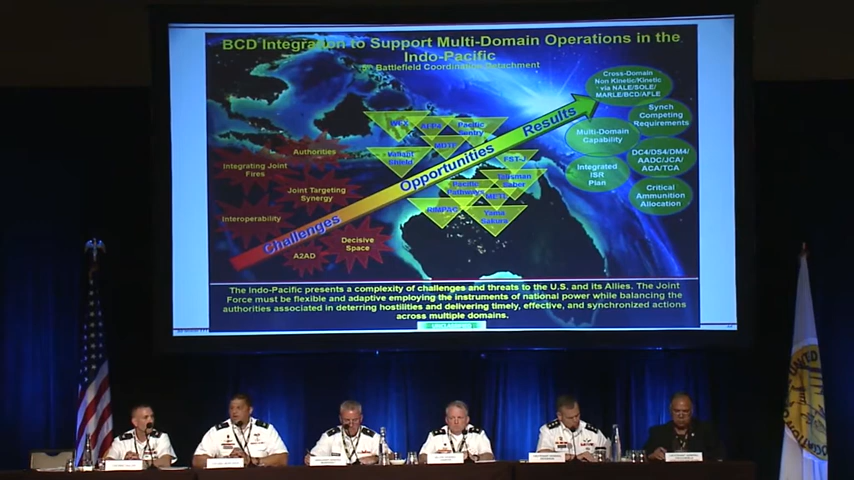 BCD Integration to Support Multi-Domain Operations in the
Indo-Pacific
5th Battlefield Coordination Detachment
Cross-Domain
Non Kinetic/Kinetic
via NALE/SOLE/
MARLE/BCD/AFLE
Synch
Competing
Requirements
Multi-Domain
Capability
DC4/DS4/DM4/
AADC/JCA/
ACA/TCA
Integrated
ISR
Plan
Critical
Ammunition
Allocation
Results
Opportunities
Challenges
Pacific
Sentry
MDTF
Valiant
Shield
FST-J
Talisman
Saber
Pacific
Pathways
RIMPAC
Yama
Sakura
Authorities
Integrating Joint
Fires
Joint Targeting
Synergy
Interoperability
Decisive
Space
A2AD
The Indo-Pacific presents a complexity of challenges and threats to the U.S. and its Allies. The Joint
Force must be flexible and adaptive employing the instruments of national power while balancing the
authorities associated in deterring hostilities and delivering timely, effective, and synchronized actions
across multiple domains.
UNCLASSIFIED